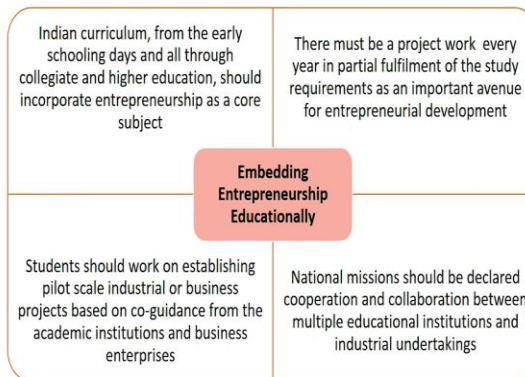 Indian curriculum, from the early
schooling days and all through
collegiate and higher education, should
incorporate entrepreneurship as a core
subject
There must be a project work every
year in partial fulfilment of the study
requirements as an important avenue
for entrepreneurial development
Embedding
Entrepreneurship
Educationally
Students should work on establishing
pilot scale industrial or business
projects based on co-guidance from the
academic institutions and business
enterprises
National missions should be declared
cooperation and collaboration between
multiple educational institutions and
industrial undertakings